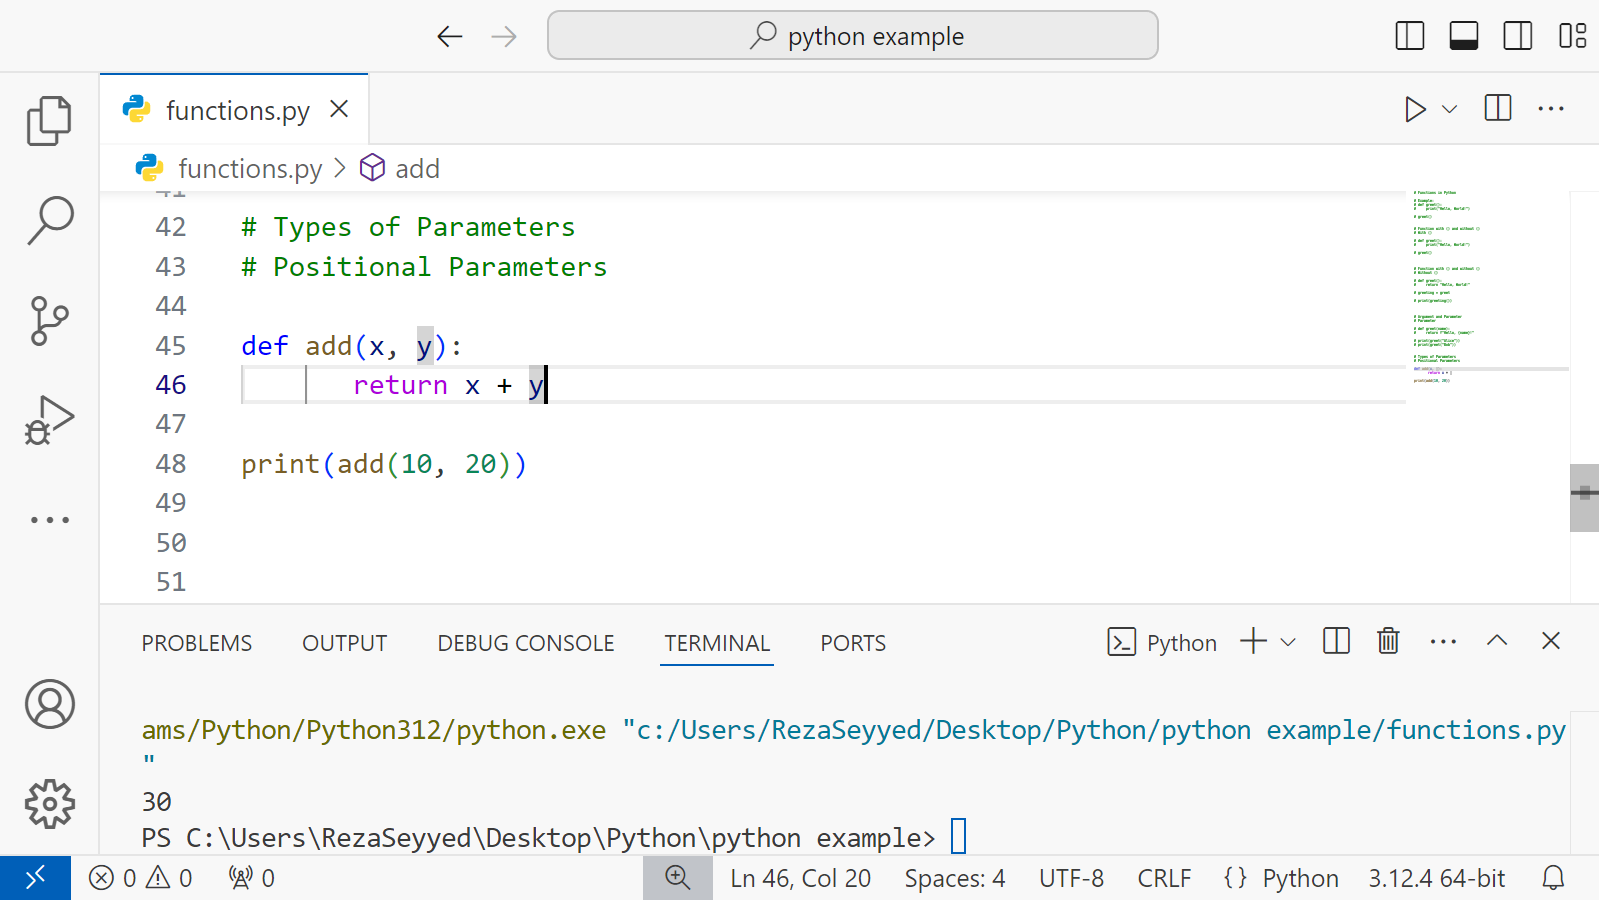 python example
functions.py
functions.py > add
41
42 # Types of Parameters
43 # Positional Parameters
44
45 def add(x, y):
46 return x + y
47
48 print(add(10, 20))
49
50
51
PROBLEMS OUTPUT DEBUG CONSOLE TERMINAL PORTS Python
ams/Python/Python312/python.exe "c:/Users/RezaSeyyed/Desktop/Python/python example/functions.py
"
30
PS C:\Users\RezaSeyyed\Desktop\Python\python example>
0 0 0 Ln 46, Col 20 Spaces: 4 UTF-8 CRLF {} Python 3.12.4 64-bit